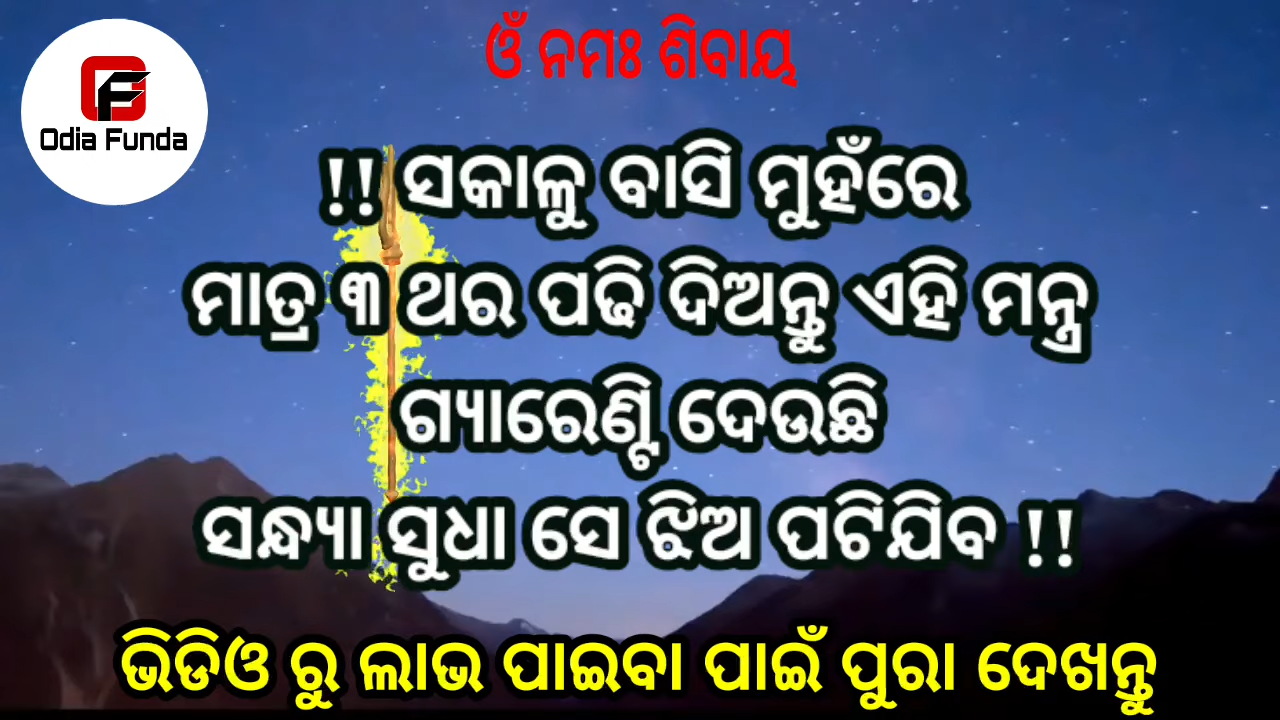 ଓଁ ନମଃ ଶିବାୟ
Odia Funda
!! ସକାଳୁ ବାସି ମୁହଁରେ
ମାତ୍ର ୩ ଥର ପଢି ଦିଅନ୍ତୁ ଏହି ମନ୍ତ୍ର
ଗ୍ୟାରେଣ୍ଟି ଦେଉଛି
ସନ୍ଧ୍ୟା ସୁଧା ସେ ଝିଅ ପଟିଯିବ !!
ଭିଡିଓ ରୁ ଲାଭ ପାଇବା ପାଇଁ ପୁରା ଦେଖନ୍ତୁ